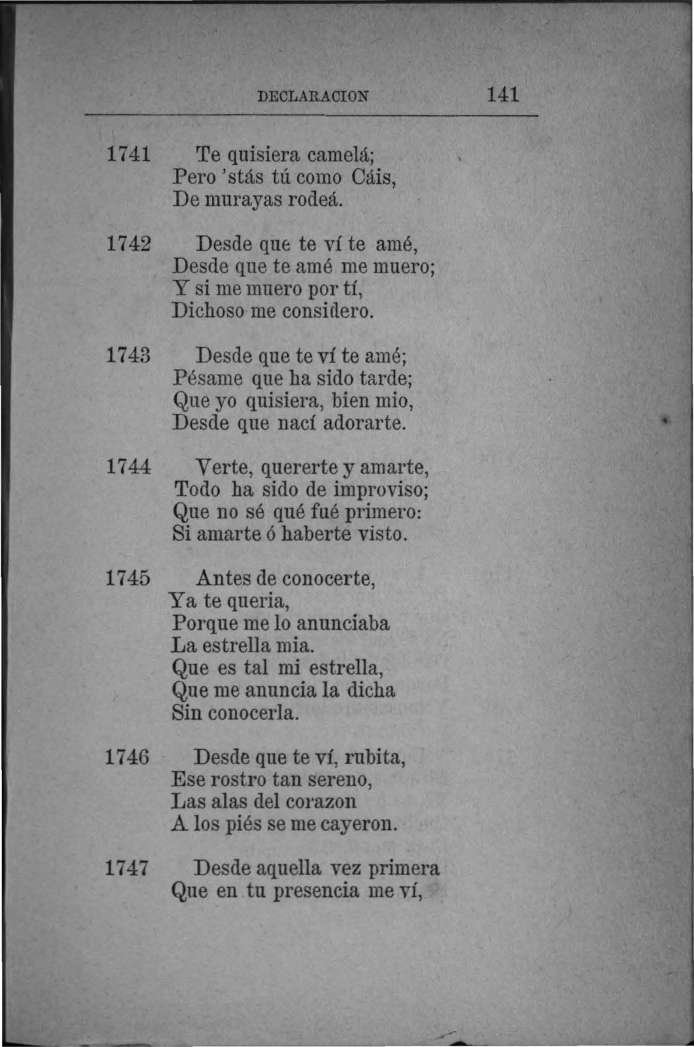 DECLARACION 141
1741 Te quisiera camelá;
Pero 'stás tú como Cáis,
De murayas rodeá.
1742 Desde que te ví te amé,
Desde que te amé me muero;
Y si me muero por tí,
Dichoso me considero.
1743 Desde que te ví te amé;
Pésame que ha sido tarde;
Que yo quisiera, bien mio,
Desde que nací adorarte.
1744 Verte, quererte y amarte,
Todo ha sido de improviso;
Que no sé qué fué primero:
Si amarte ó haberte visto.
1745 Antes de conocerte,
Ya te queria,
Porque me lo anunciaba
La estrella mia.
Que es tal mi estrella,
Que me anuncia la dicha
Sin conocerla.
1746 Desde que te ví, rubita,
Ese rostro tan sereno,
Las alas del corazon
A los piés se me cayeron.
1747 Desde aquella vez primera
Que en tu presencia me ví,